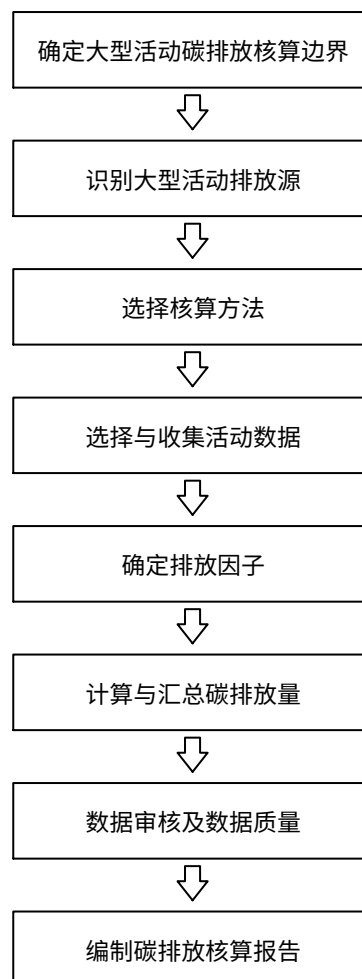 确定大型活动碳排放核算边界
识别大型活动排放源
选择核算方法
选择与收集活动数据
确定排放因子
计算与汇总碳排放量
数据审核及数据质量
编制碳排放核算报告